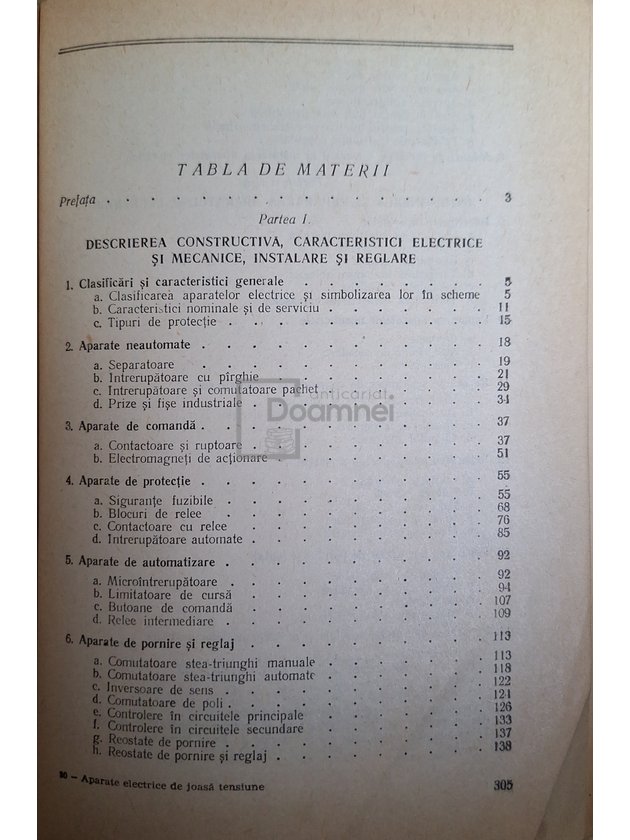 TABLA DE MATERII
Prefața . . . . . . . . . . . . . . . . 3
Partea I.
DESCRIEREA CONSTRUCTIVĂ, CARACTERISTICI ELECTRICE
ȘI MECANICE, INSTALARE ȘI REGLARE
1. Clasificări și caracteristici generale . . . . . . . . 5
a. Clasificarea aparatelor electrice și simbolizarea lor în scheme 5
b. Caracteristici nominale și de serviciu . . . . . . . 11
c. Tipuri de protecție . . . . . . . . . . . 15
2. Aparate neautomate . . . . . . . . . . . . 18
a. Separatoare . . . . . . . . . . . . 19
b. Intrerupătoare cu pîrghie . . . . . . . . . 21
c. Intrerupătoare și comutatoare pachet . . . . . . . 29
d. Prize și fișe industriale . . . . . . . . . . 34
anticariat
Doamnei
3. Aparate de comandă . . . . . . . . . . . . 37
a. Contactoare și ruptoare . . . . . . . . . . 37
b. Electromagneți de acționare . . . . . . . . . 51
4. Aparate de protecție . . . . . . . . . . . . 55
a. Siguranțe fuzibile . . . . . . . . . . . 55
b. Blocuri de relee . . . . . . . . . . . 68
c. Contactoare cu relee . . . . . . . . . . 76
d. Intrerupătoare automate . . . . . . . . . . 85
5. Aparate de automatizare . . . . . . . . . . . 92
a. Microîntrerupătoare . . . . . . . . . . . 92
b. Limitatoare de cursă . . . . . . . . . . 94
c. Butoane de comandă . . . . . . . . . . 107
d. Relee intermediare . . . . . . . . . . . 109
6. Aparate de pornire și reglaj . . . . . . . . . . 113
a. Comutatoare stea-triunghi manuale . . . . . . . 113
b. Comutatoare stea-triunghi automate . . . . . . . 118
c. Inversoare de sens . . . . . . . . . . . 122
d. Comutatoare de poli . . . . . . . . . . . 124
e. Controlere în circuitele principale . . . . . . . . 126
f. Controlere în circuitele secundare . . . . . . . . 133
g. Reostate de pornire . . . . . . . . . . . 137
h. Reostate de pornire și reglaj . . . . . . . . . 138
20 — Aparate electrice de joasă tensiune 305